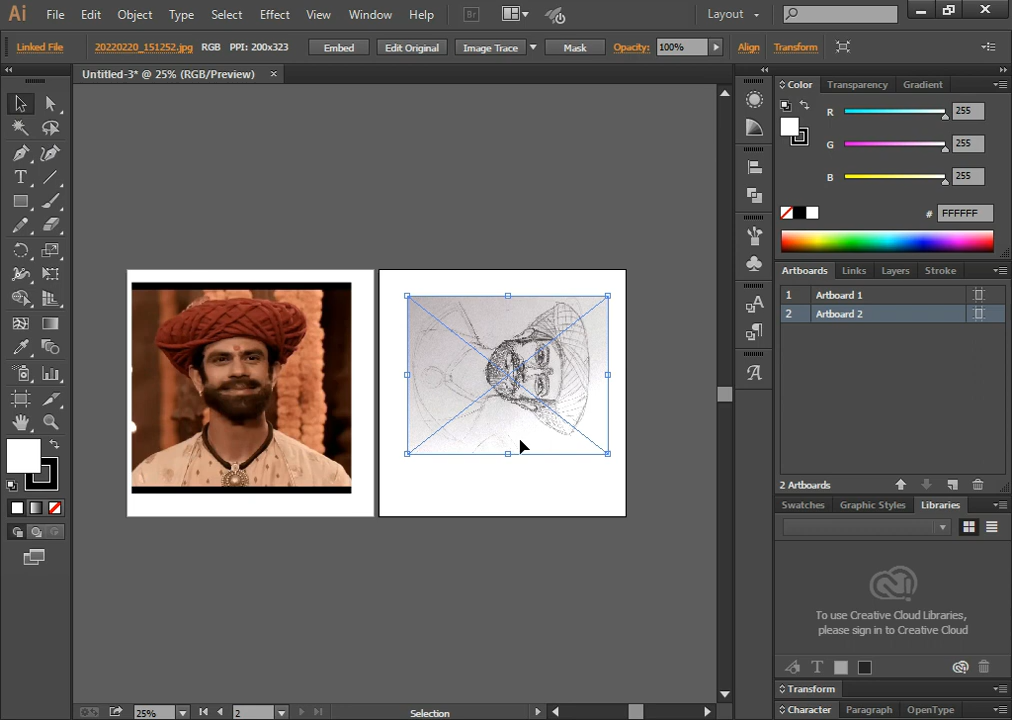 Ai File Edit Object Type Select Effect View Window Help Br Layout
Linked File 20220220_151252.jpg RGB PPI: 200x323 Embed Edit Original Image Trace Mask Opacity: 100% Align Transform
Untitled-3* @ 25% (RGB/Preview) ×
Color Transparency Gradient
R 255
G 255
B 255
# FFFFFF
Artboards Links Layers Stroke
1 Artboard 1
2 Artboard 2
2 Artboards
Swatches Graphic Styles Libraries
To use Creative Cloud Libraries,
please sign in to Creative Cloud
Transform
Character Paragraph OpenType
25% 2 Selection